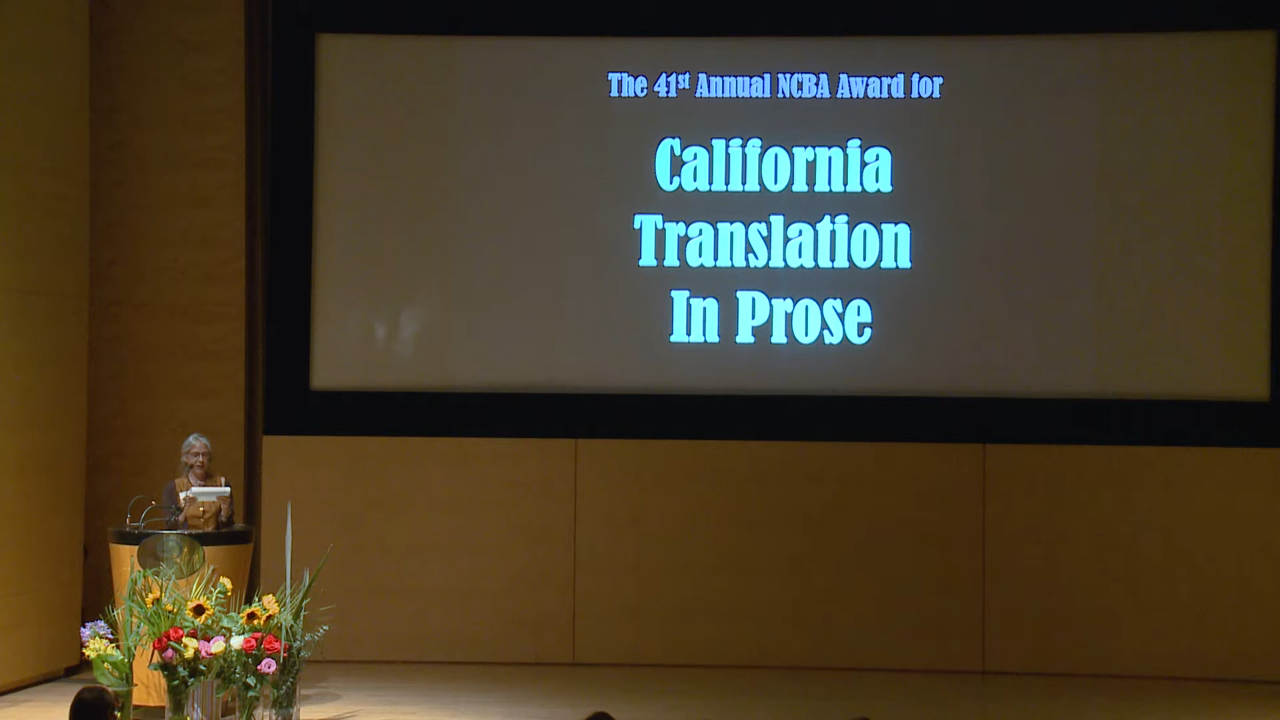 The 41st Annual NCBA Award for
California
Translation
In Prose